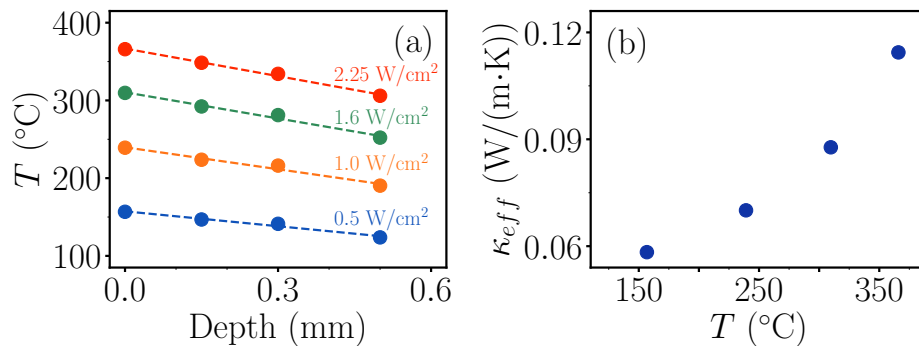 (a)
400
300
200
100
T (°C)
2.25 W/cm²
1.6 W/cm²
1.0 W/cm²
0.5 W/cm²
0.0 0.3 0.6
Depth (mm)
(b)
0.12
0.09
0.06
κ_eff (W/(m·K))
150 250 350
T (°C)